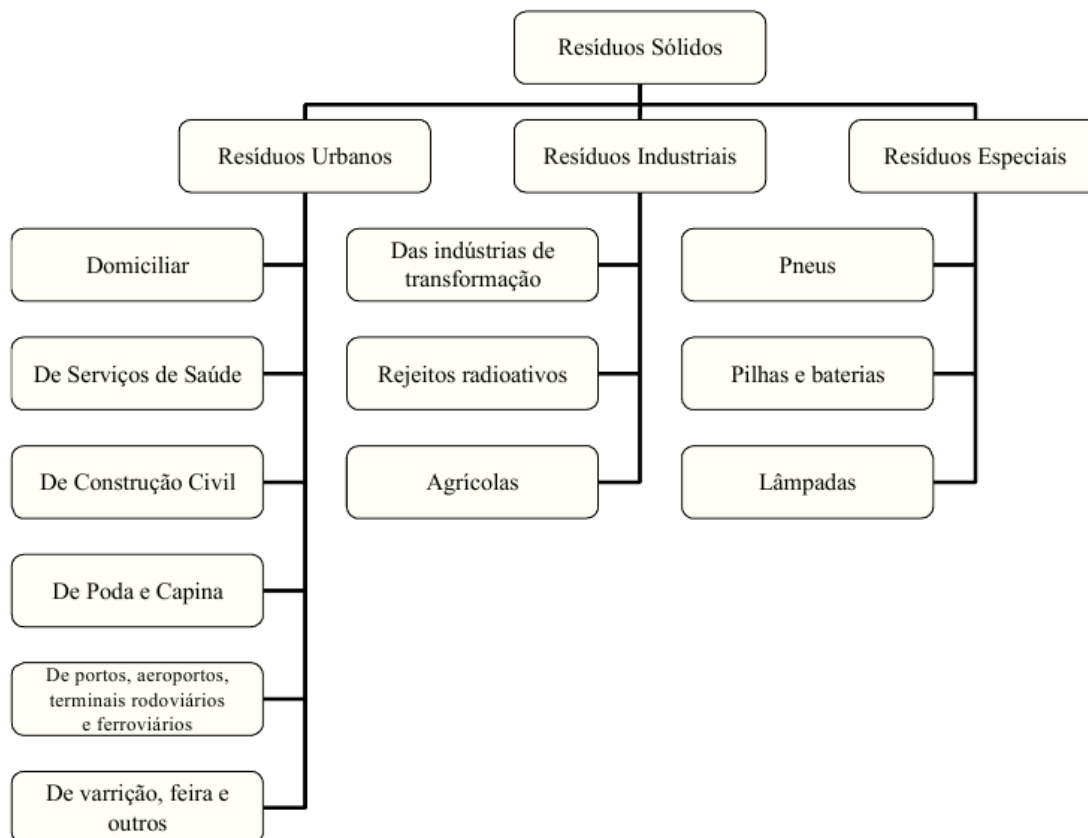 Resíduos Sólidos
Resíduos Urbanos
Resíduos Industriais
Resíduos Especiais
Domiciliar
Das indústrias de
transformação
Pneus
De Serviços de Saúde
Rejeitos radioativos
Pilhas e baterias
De Construção Civil
Agrícolas
Lâmpadas
De Poda e Capina
De portos, aeroportos,
terminais rodoviários
e ferroviários
De varrição, feira e
outros